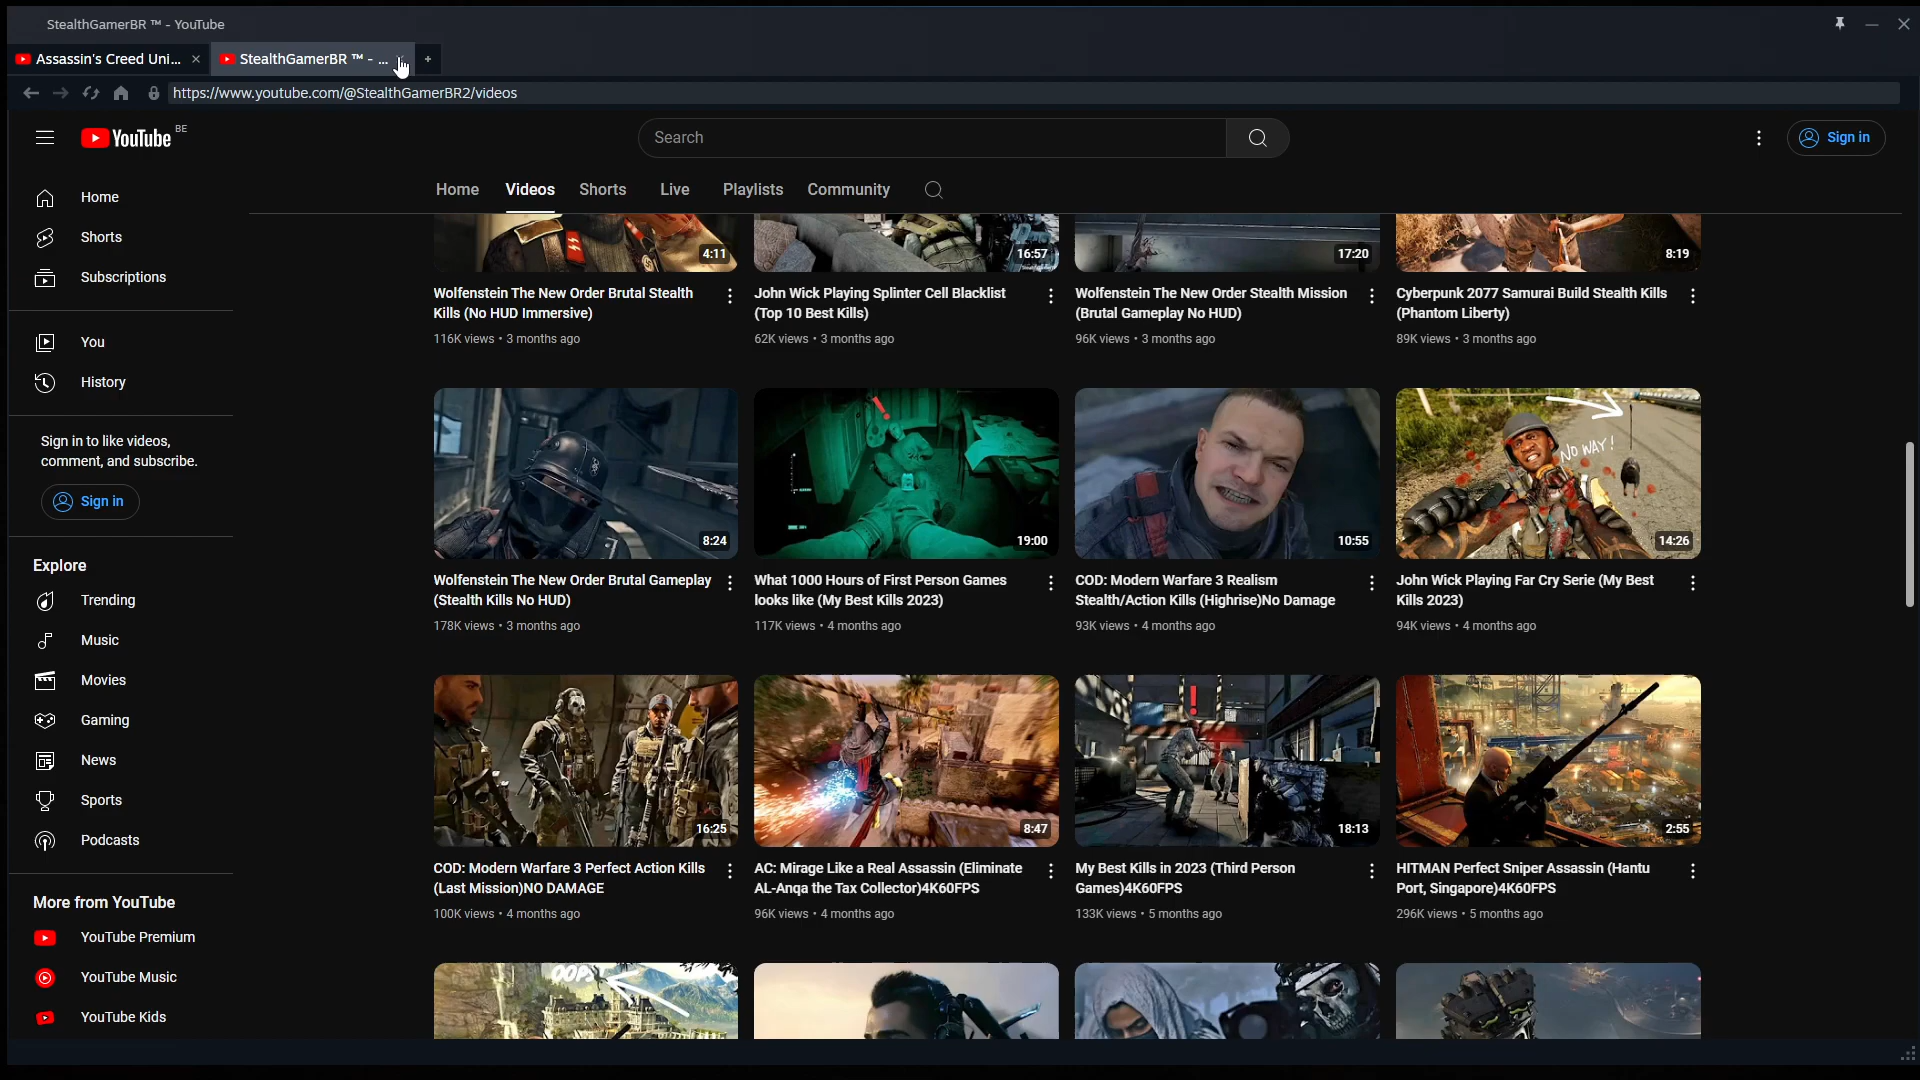 StealthGamerBR ™ - YouTube
Assassin's Creed Uni...
StealthGamerBR ™ - ...
https://www.youtube.com/@StealthGamerBR2/videos
YouTube BE
Search
Sign in
Home
Videos
Shorts
Live
Playlists
Community
Home
Shorts
Subscriptions
You
History
Sign in to like videos,
comment, and subscribe.
Sign in
Explore
Trending
Music
Movies
Gaming
News
Sports
Podcasts
More from YouTube
YouTube Premium
YouTube Music
YouTube Kids
4:11
16:57
17:20
8:19
Wolfenstein The New Order Brutal Stealth
Kills (No HUD Immersive)
116K views • 3 months ago
John Wick Playing Splinter Cell Blacklist
(Top 10 Best Kills)
62K views • 3 months ago
Wolfenstein The New Order Stealth Mission
(Brutal Gameplay No HUD)
96K views • 3 months ago
Cyberpunk 2077 Samurai Build Stealth Kills
(Phantom Liberty)
89K views • 3 months ago
8:24
19:00
10:55
NO WAY!
14:26
Wolfenstein The New Order Brutal Gameplay
(Stealth Kills No HUD)
178K views • 3 months ago
What 1000 Hours of First Person Games
looks like (My Best Kills 2023)
117K views • 4 months ago
COD: Modern Warfare 3 Realism
Stealth/Action Kills (Highrise)No Damage
93K views • 4 months ago
John Wick Playing Far Cry Serie (My Best
Kills 2023)
94K views • 4 months ago
16:25
8:47
18:13
2:55
COD: Modern Warfare 3 Perfect Action Kills
(Last Mission)NO DAMAGE
100K views • 4 months ago
AC: Mirage Like a Real Assassin (Eliminate
AL-Anqa the Tax Collector)4K60FPS
96K views • 4 months ago
My Best Kills in 2023 (Third Person
Games)4K60FPS
133K views • 5 months ago
HITMAN Perfect Sniper Assassin (Hantu
Port, Singapore)4K60FPS
296K views • 5 months ago
OOPS!